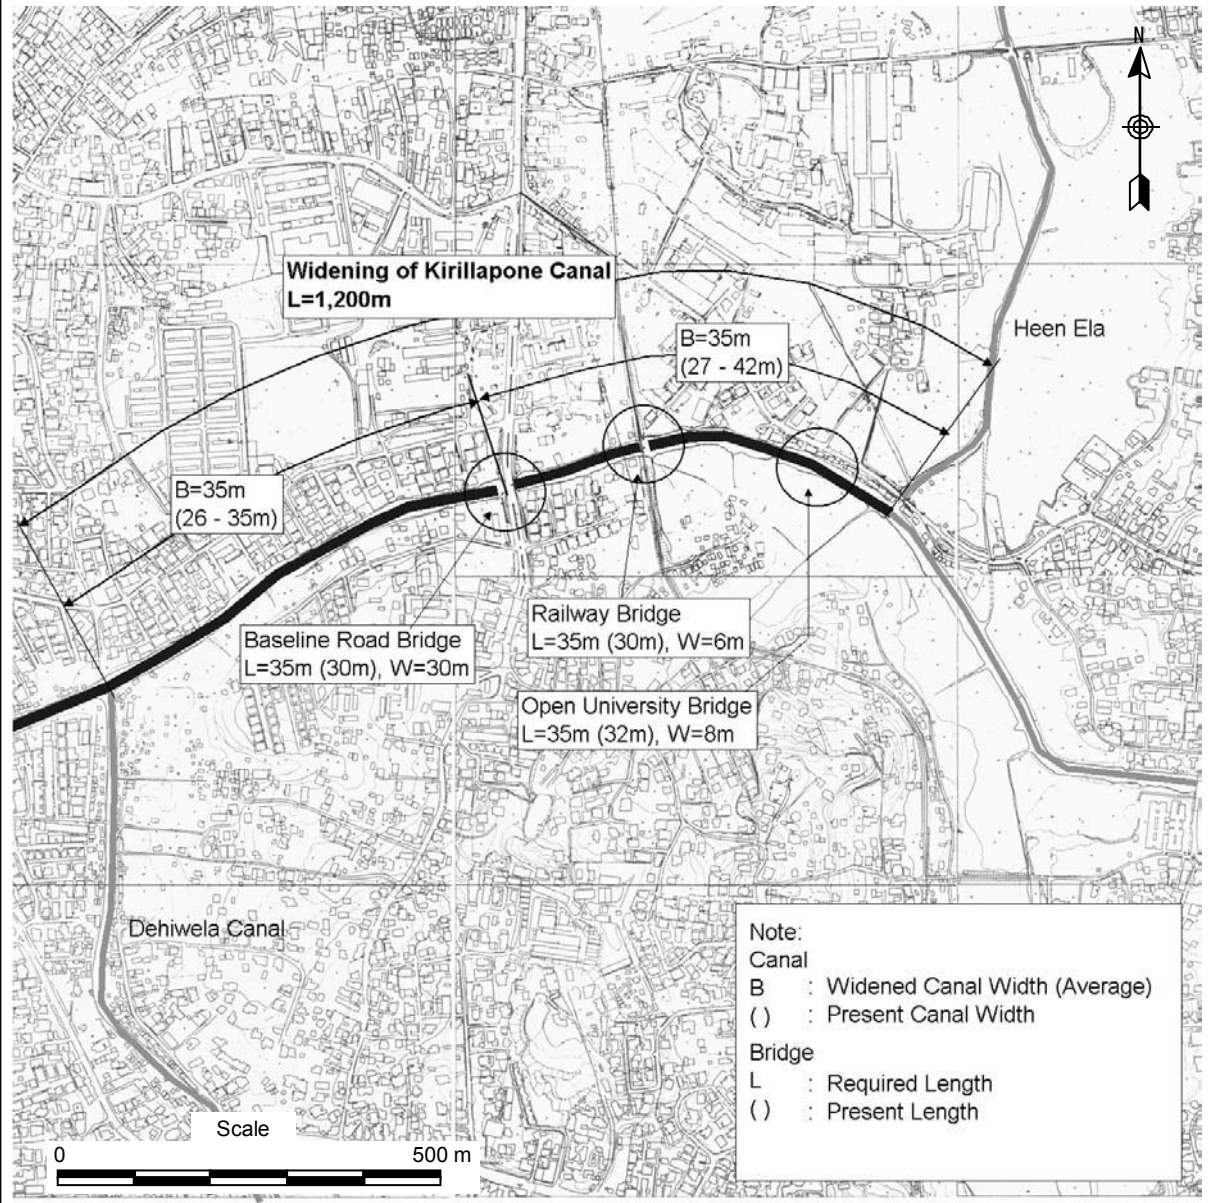 N
Widening of Kirillapone Canal
L=1,200m
Heen Ela
B=35m
(27 - 42m)
B=35m
(26 - 35m)
Railway Bridge
L=35m (30m), W=6m
Baseline Road Bridge
L=35m (30m), W=30m
Open University Bridge
L=35m (32m), W=8m
Dehiwela Canal
Note:
Canal
B : Widened Canal Width (Average)
( ) : Present Canal Width
Bridge
L : Required Length
( ) : Present Length
Scale
0 500 m